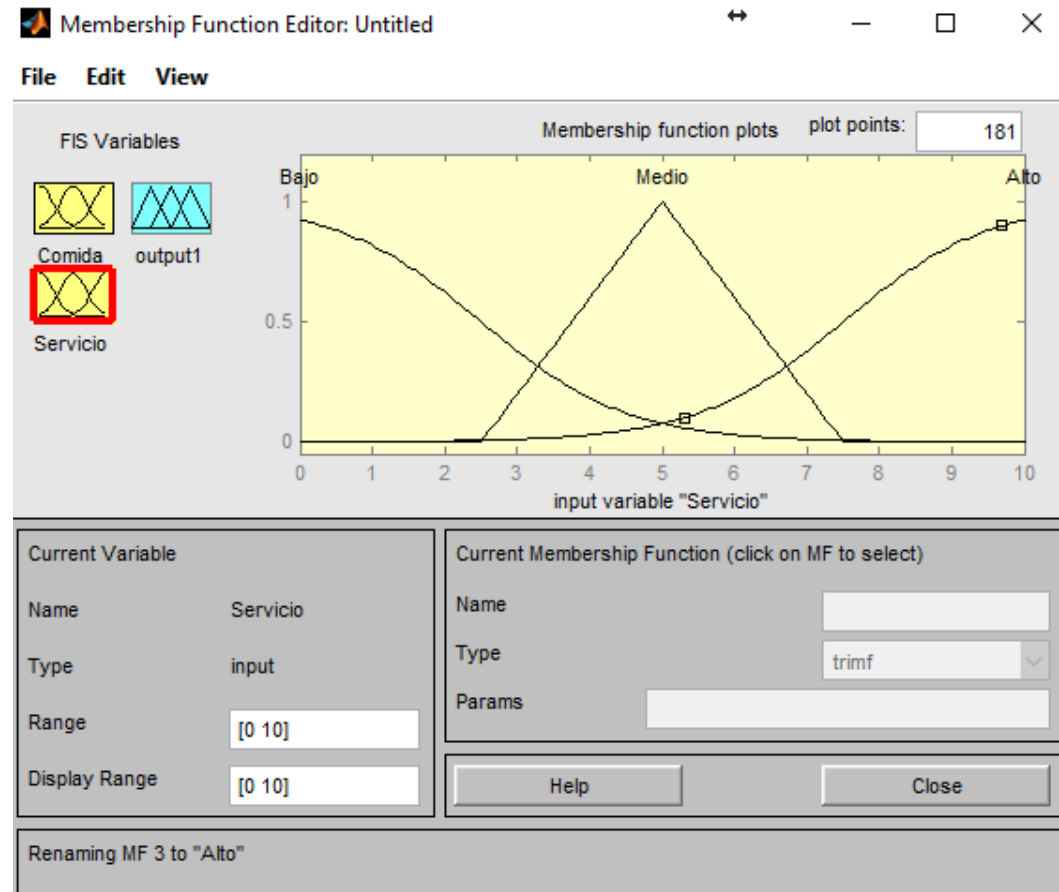 Membership Function Editor: Untitled
File Edit View
FIS Variables
Membership function plots plot points: 181
Bajo Medio Alto
1
Comida output1
0.5
Servicio
0
0 1 2 3 4 5 6 7 8 9 10
input variable "Servicio"
Current Variable
Name Servicio
Type input
Range [0 10]
Display Range [0 10]
Current Membership Function (click on MF to select)
Name
Type trimf
Params
Help Close
Renaming MF 3 to "Alto"